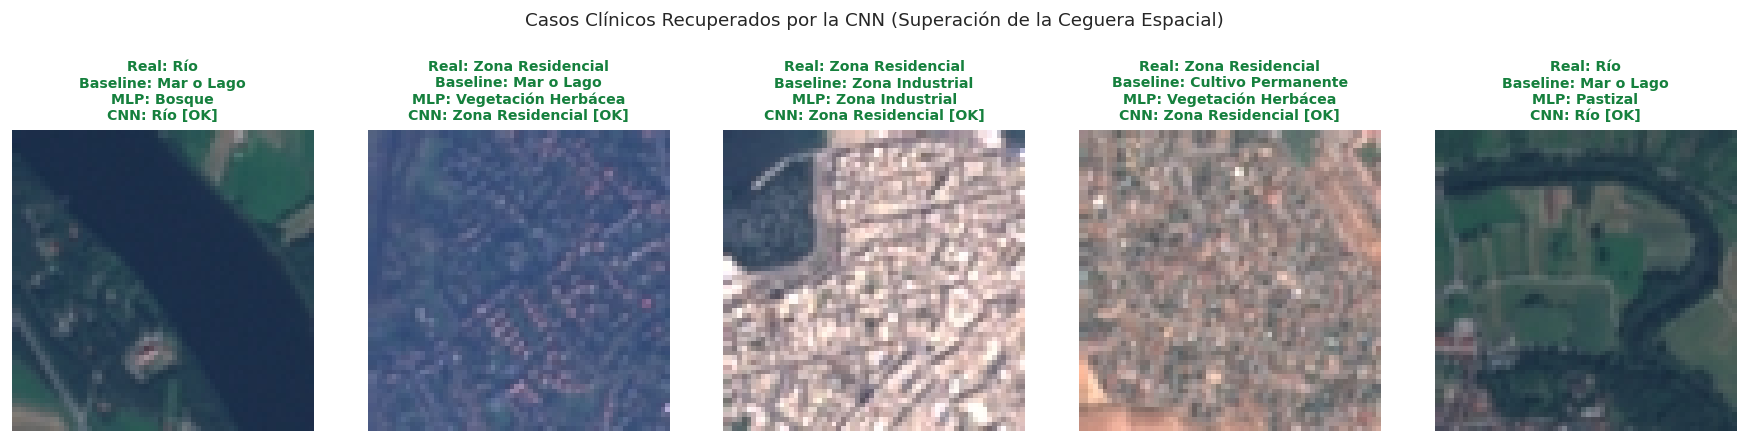 Casos Clínicos Recuperados por la CNN (Superación de la Ceguera Espacial)
Real: Río
Baseline: Mar o Lago
MLP: Bosque
CNN: Río [OK]
Real: Zona Residencial
Baseline: Mar o Lago
MLP: Vegetación Herbácea
CNN: Zona Residencial [OK]
Real: Zona Residencial
Baseline: Zona Industrial
MLP: Zona Industrial
CNN: Zona Residencial [OK]
Real: Zona Residencial
Baseline: Cultivo Permanente
MLP: Vegetación Herbácea
CNN: Zona Residencial [OK]
Real: Río
Baseline: Mar o Lago
MLP: Pastizal
CNN: Río [OK]